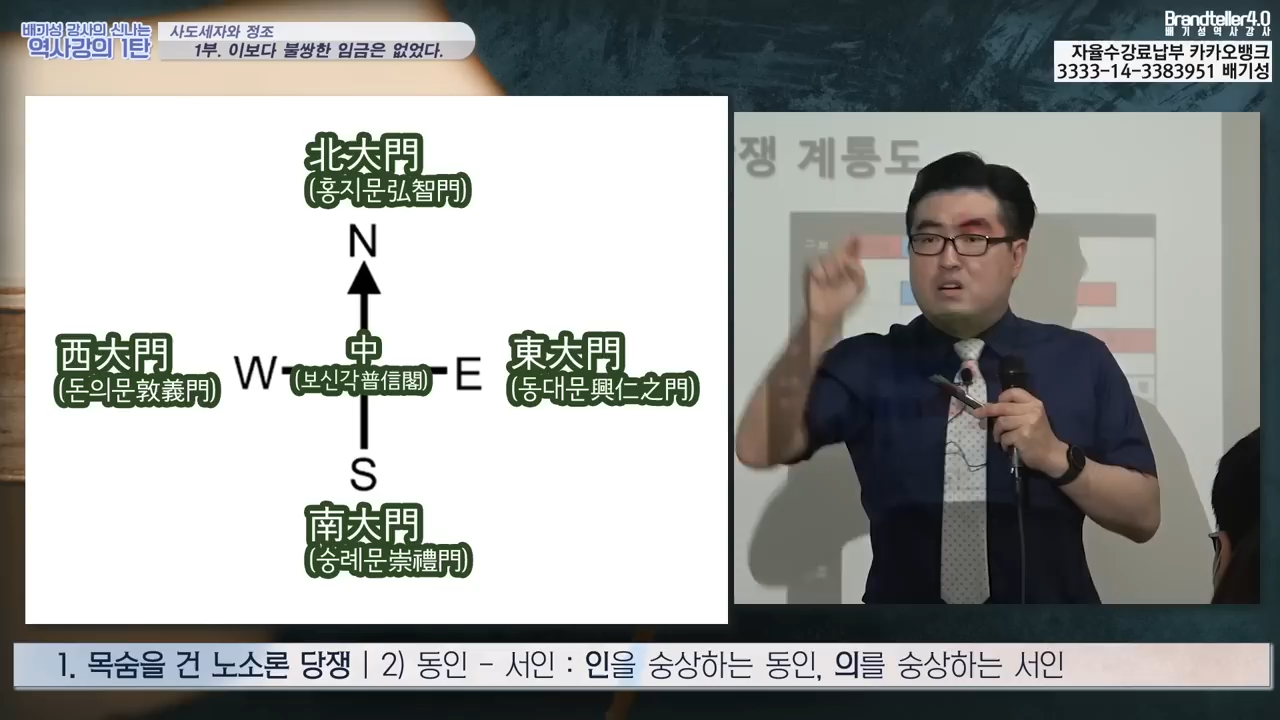 배기성 강사의 신나는
역사강의 1탄
사도세자와 정조
1부. 이보다 불쌍한 임금은 없었다.
Brandteller4.0
배기성역사강사
자율수강료납부 카카오뱅크
3333-14-3383951 배기성
北大門
(홍지문弘智門)
N
西大門
(돈의문敦義門)
W
中
(보신각普信閣)
E
東大門
(동대문興仁之門)
S
南大門
(숭례문崇禮門)
쟁 계통도
1. 목숨을 건 노소론 당쟁 | 2) 동인 - 서인 : 인을 숭상하는 동인, 의를 숭상하는 서인